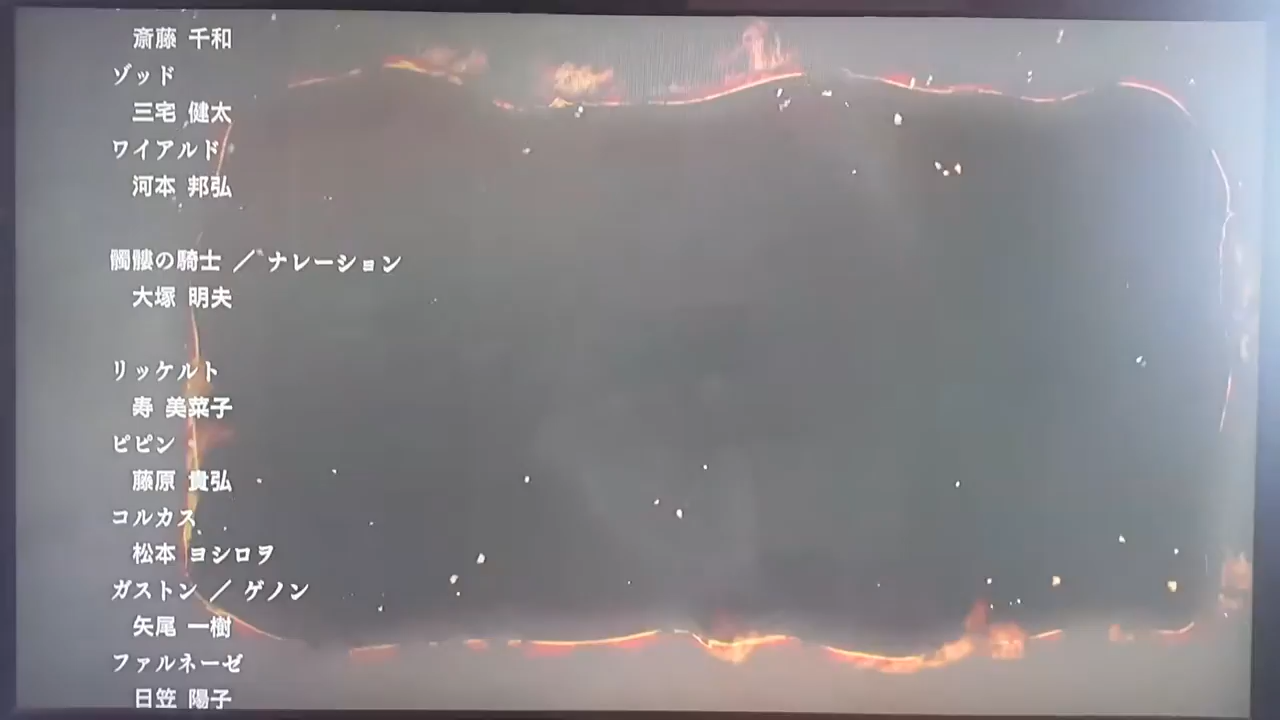 斎藤 千和
ゾッド
三宅 健太
ワイアルド
河本 邦弘
髑髏の騎士 ／ ナレーション
大塚 明夫
リッケルト
寿 美菜子
ピピン
藤原 貴弘
コルカス
松本 ヨシロヲ
ガストン ／ ゲノン
矢尾 一樹
ファルネーゼ
日笠 陽子